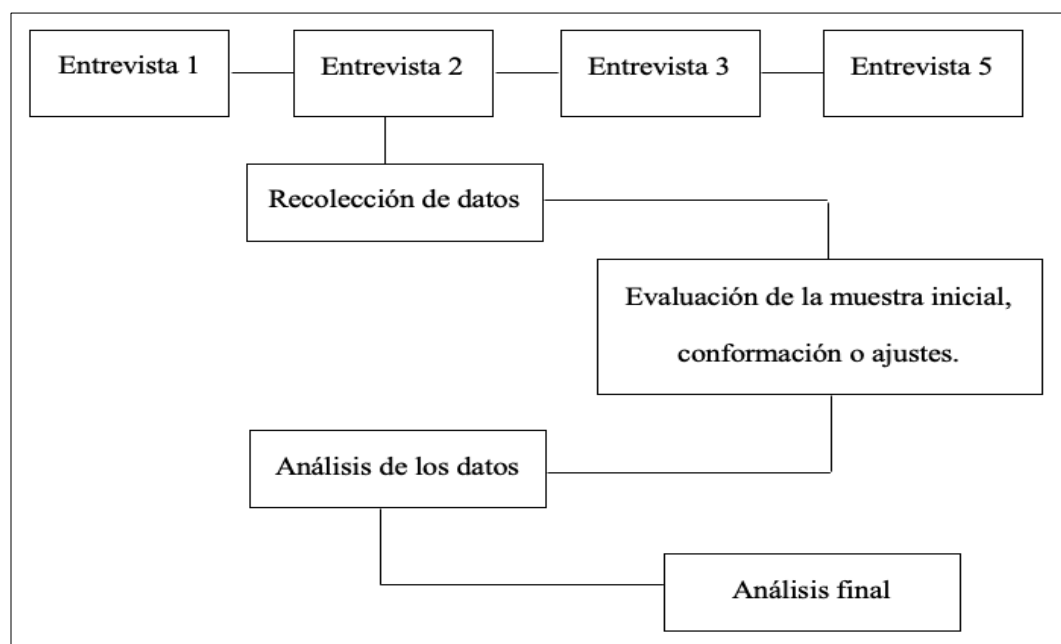 Entrevista 1
Entrevista 2
Entrevista 3
Entrevista 5
Recolección de datos
Evaluación de la muestra inicial,
conformación o ajustes.
Análisis de los datos
Análisis final